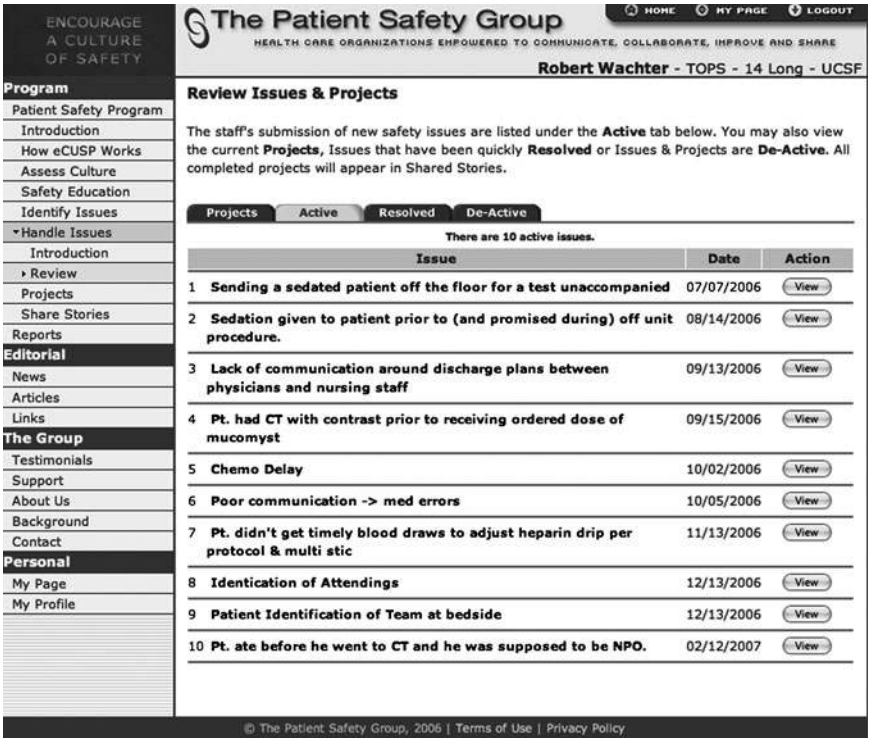 ENCOURAGE
A CULTURE
OF SAFETY
The Patient Safety Group
HOME MY PAGE LOGOUT
HEALTH CARE ORGANIZATIONS EMPOWERED TO COMMUNICATE, COLLABORATE, IMPROVE AND SHARE
Robert Wachter - TOPS - 14 Long - UCSF
Program
Patient Safety Program
Introduction
How eCUSP Works
Assess Culture
Safety Education
Identify Issues
Handle Issues
Introduction
Review
Projects
Share Stories
Reports
Editorial
News
Articles
Links
The Group
Testimonials
Support
About Us
Background
Contact
Personal
My Page
My Profile
Review Issues & Projects
The staff's submission of new safety issues are listed under the Active tab below. You may also view
the current Projects, Issues that have been quickly Resolved or Issues & Projects are De-Active. All
completed projects will appear in Shared Stories.
Projects Active Resolved De-Active
There are 10 active issues.
Issue Date Action
1 Sending a sedated patient off the floor for a test unaccompanied 07/07/2006 View
2 Sedation given to patient prior to (and promised during) off unit 08/14/2006 View
procedure.
3 Lack of communication around discharge plans between 09/13/2006 View
physicians and nursing staff
4 Pt. had CT with contrast prior to receiving ordered dose of 09/15/2006 View
mucomyst
5 Chemo Delay 10/02/2006 View
6 Poor communication -> med errors 10/05/2006 View
7 Pt. didn't get timely blood draws to adjust heparin drip per 11/13/2006 View
protocol & multi stic
8 Identication of Attendings 12/13/2006 View
9 Patient Identification of Team at bedside 12/13/2006 View
10 Pt. ate before he went to CT and he was supposed to be NPO. 02/12/2007 View
© The Patient Safety Group, 2006 | Terms of Use | Privacy Policy